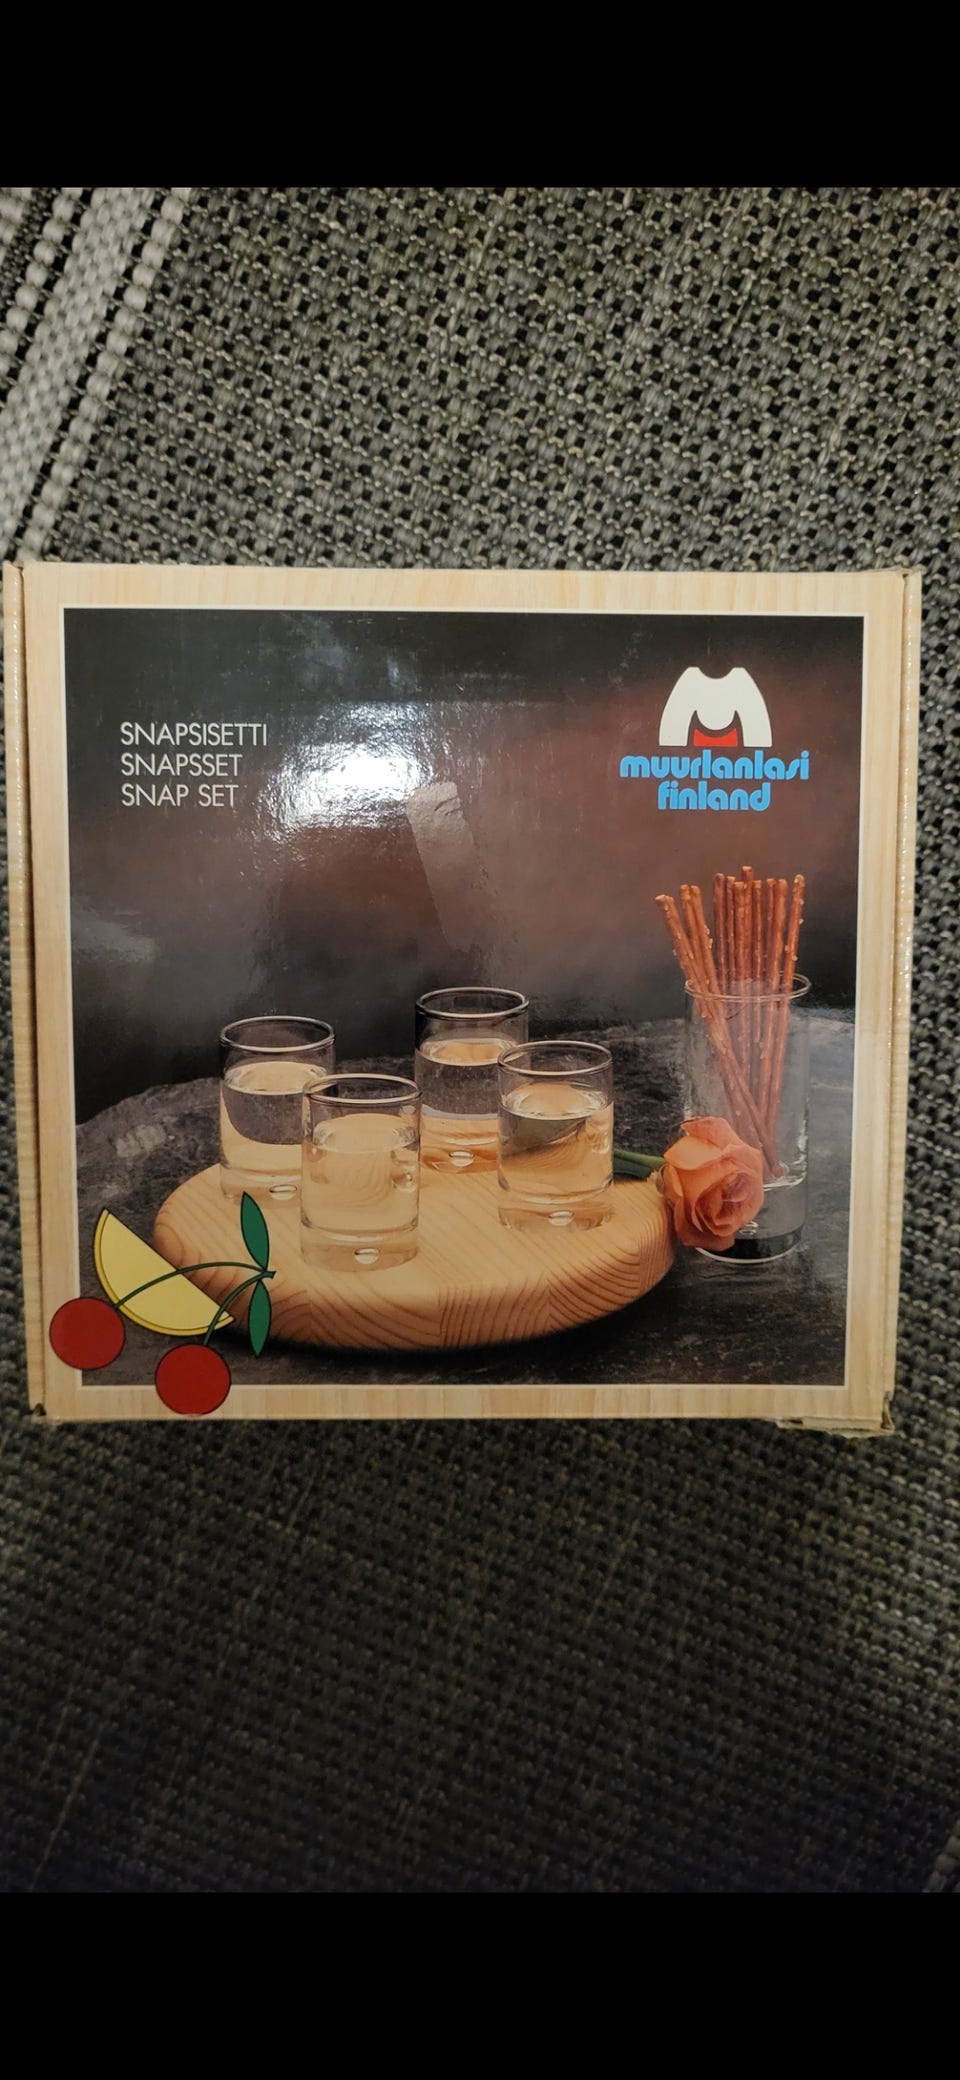 SNAPSISETTI
SNAPSSET
SNAP SET
muurlanlasi
finland